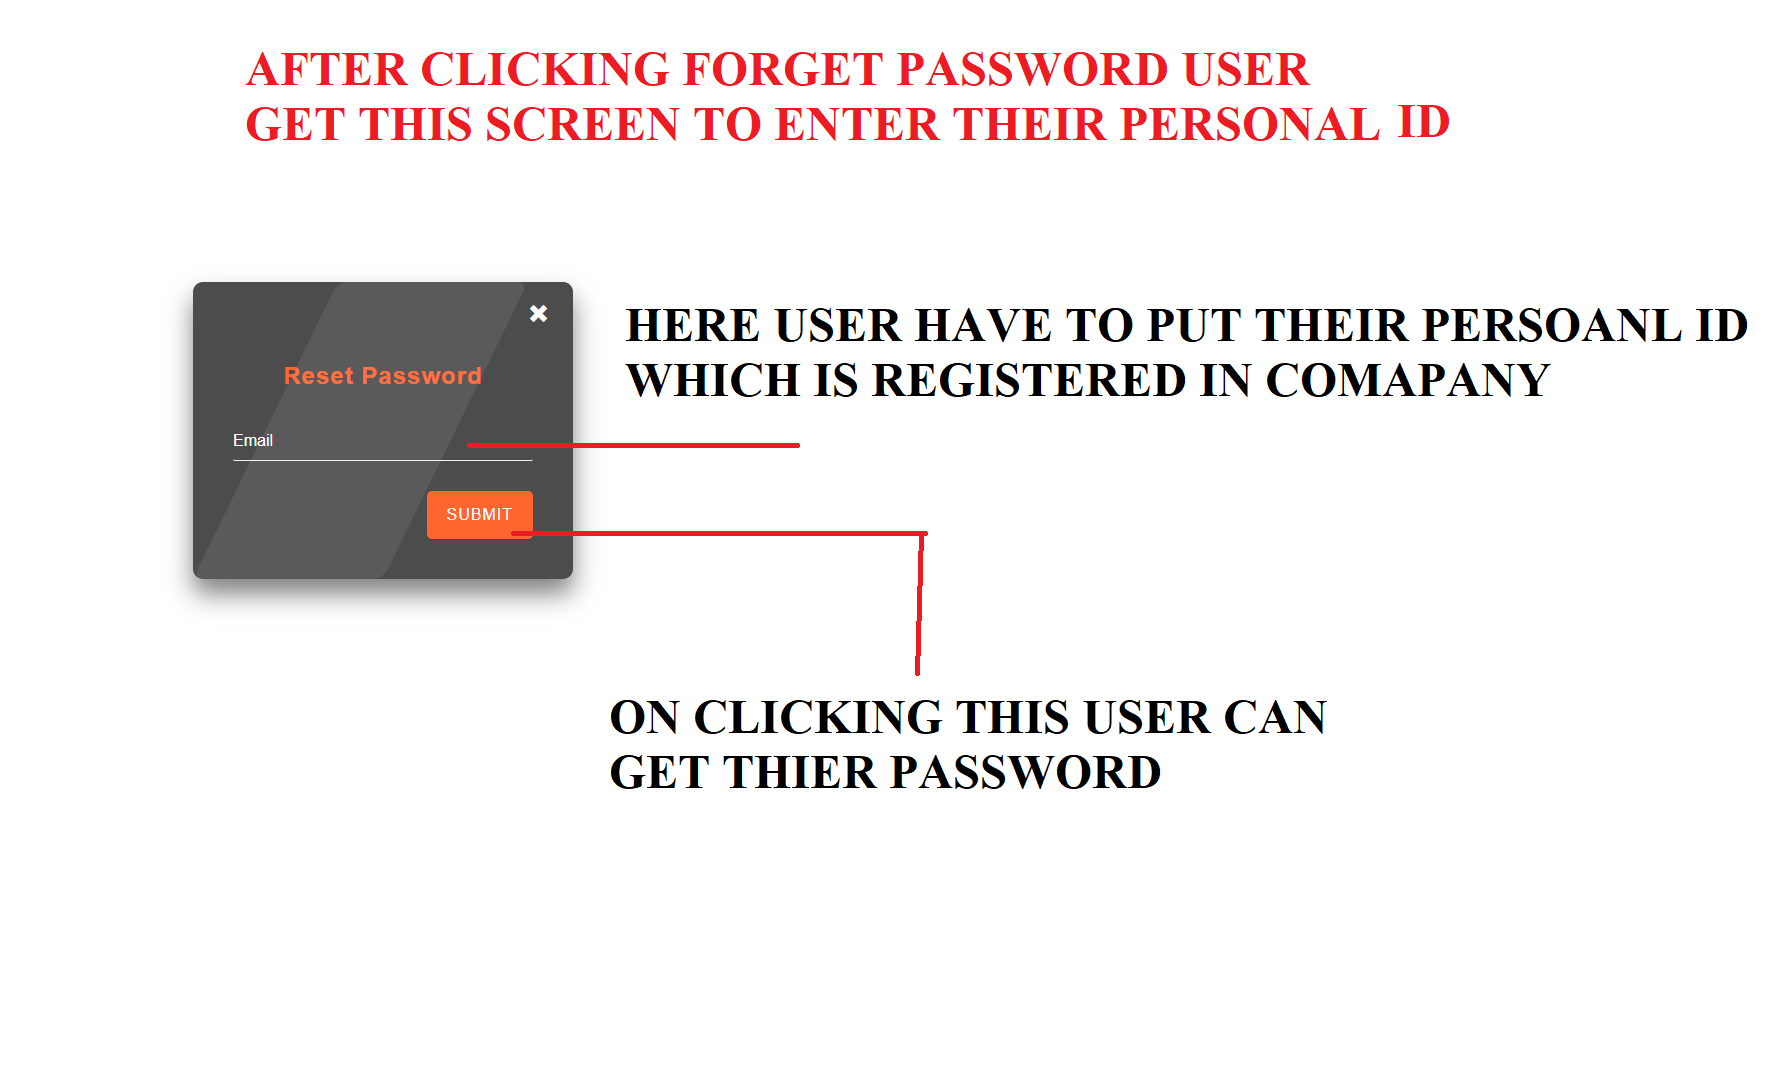 AFTER CLICKING FORGET PASSWORD USER
GET THIS SCREEN TO ENTER THEIR PERSONAL ID
✖
Reset Password
Email
SUBMIT
HERE USER HAVE TO PUT THEIR PERSOANL ID
WHICH IS REGISTERED IN COMAPANY
ON CLICKING THIS USER CAN
GET THIER PASSWORD